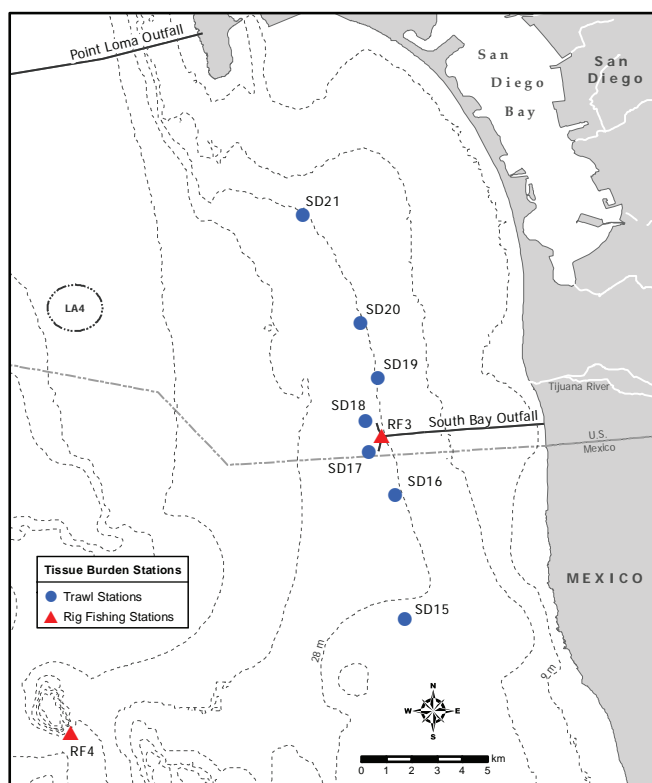 Point Loma Outfall
San
Diego
Bay
San
Diego
SD21
LA4
SD20
SD19
Tijuana River
SD18
RF3
South Bay Outfall
U.S.
Mexico
SD17
SD16
Tissue Burden Stations
Trawl Stations
Rig Fishing Stations
MEXICO
SD15
28 m
9 m
N
W
E
S
RF4
0 1 2 3 4 5
km